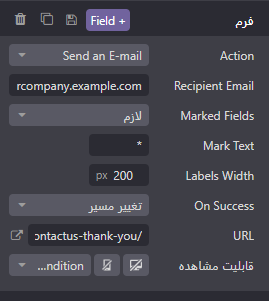 فرم + Field
Action Send an E-mail
Recipient Email rcompany.example.com
Marked Fields لازم
Mark Text *
Labels Width 200 px
On Success تغییر مسیر
URL ontactus-thank-you/
قابلیت مشاهده ...ndition